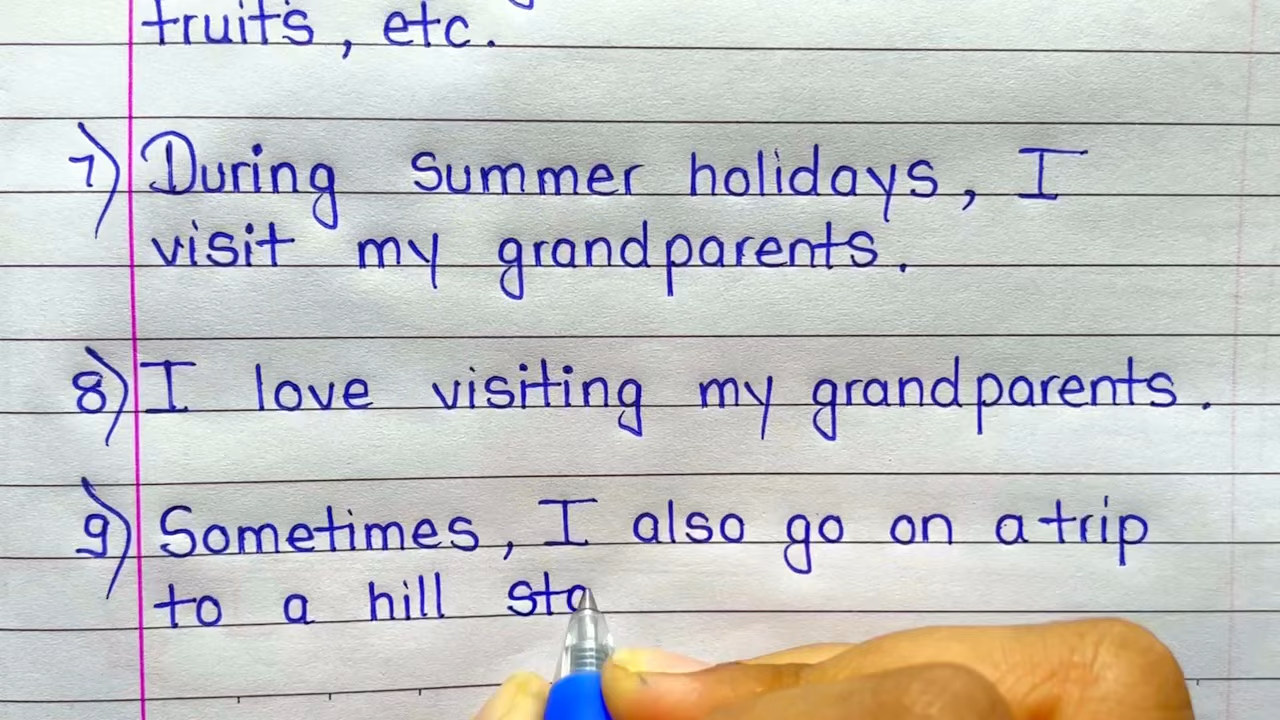 fruits, etc.
7) During summer holidays, I
visit my grandparents.
8) I love visiting my grandparents.
9) Sometimes, I also go on a trip
to a hill sta